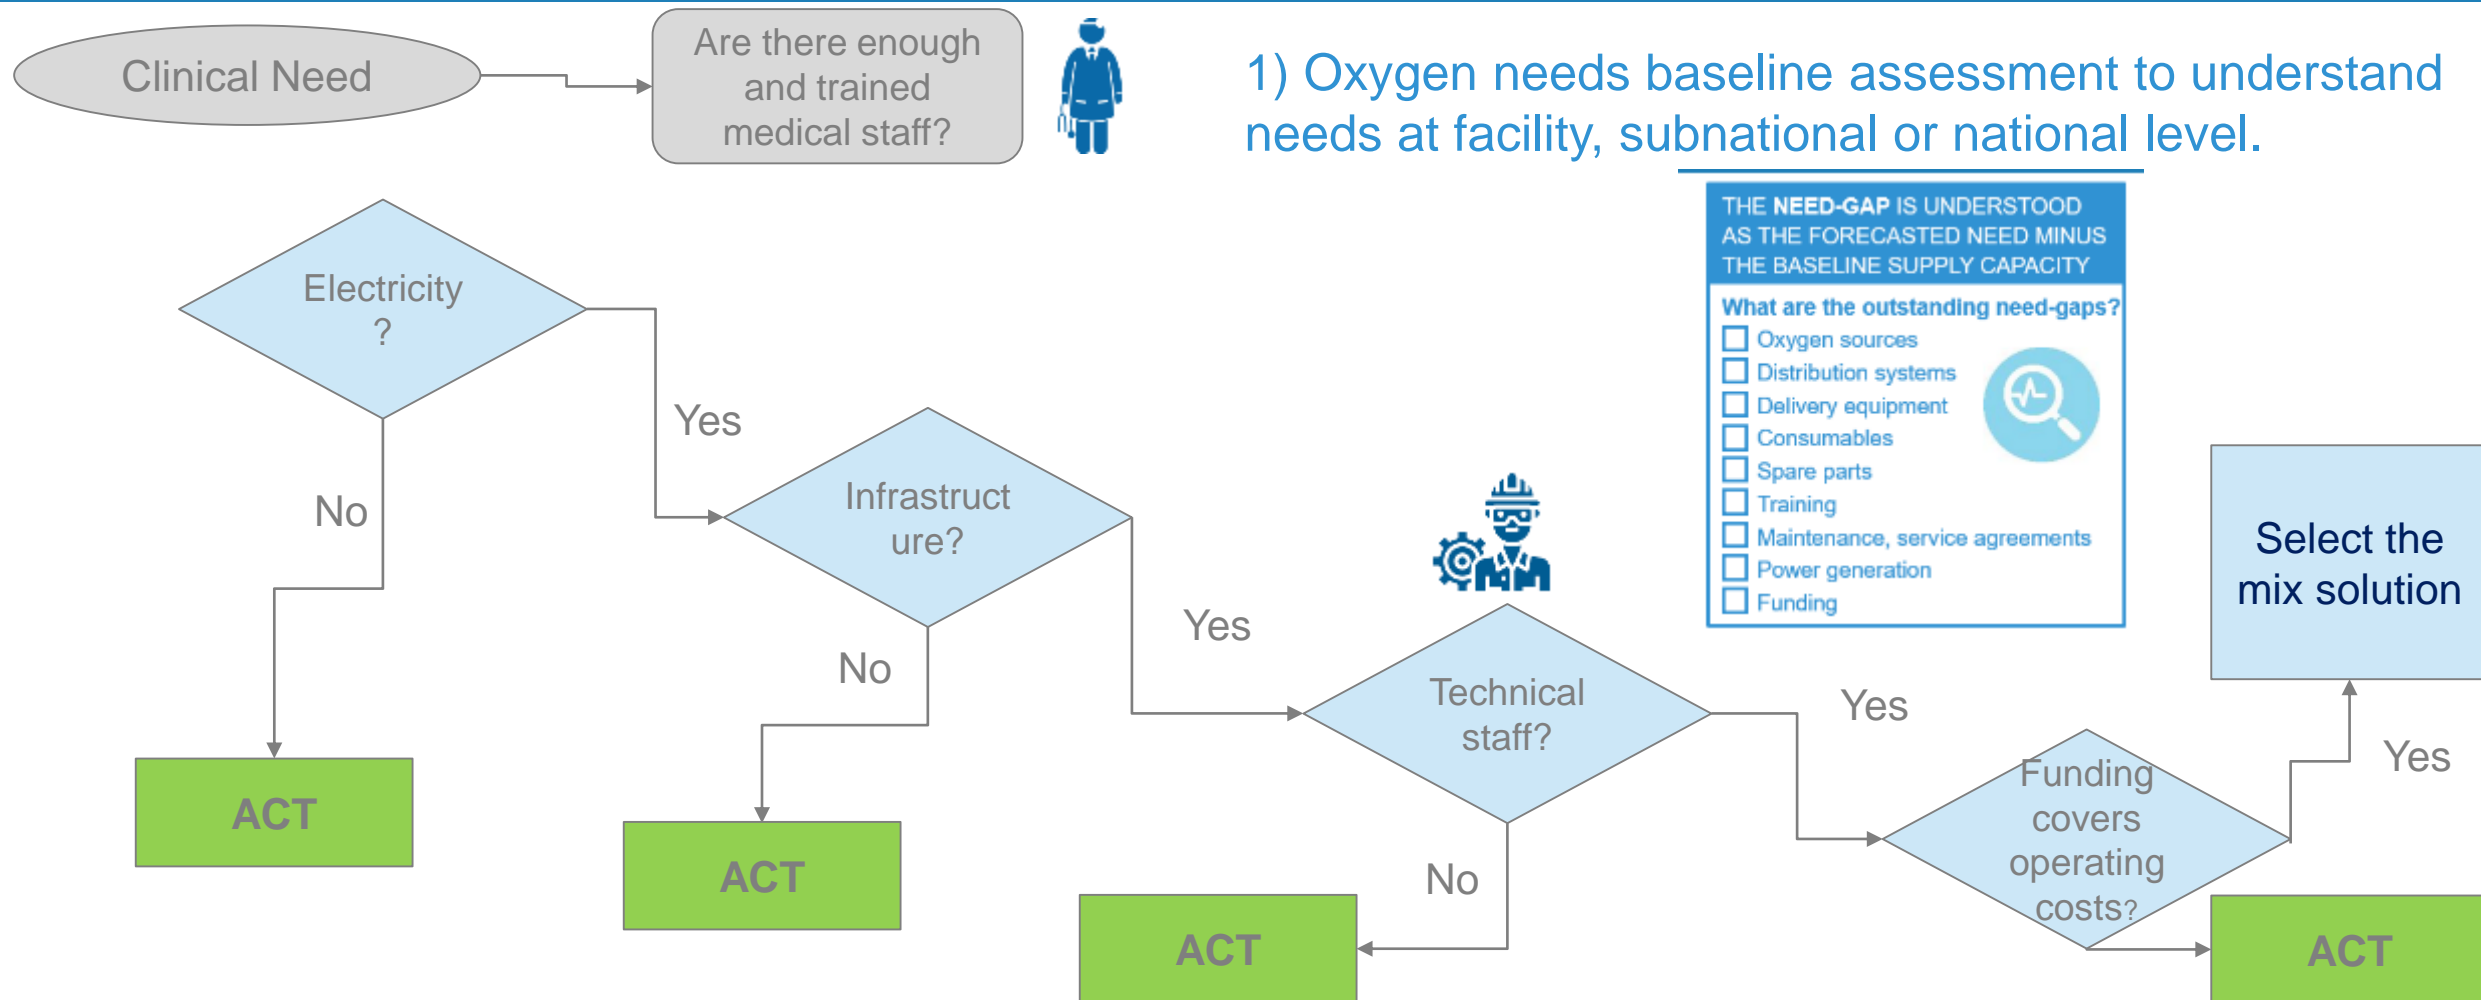 Clinical Need
Are there enough
and trained
medical staff?
1) Oxygen needs baseline assessment to understand
needs at facility, subnational or national level.
THE NEED-GAP IS UNDERSTOOD
AS THE FORECASTED NEED MINUS
THE BASELINE SUPPLY CAPACITY
What are the outstanding need-gaps?
Oxygen sources
Distribution systems
Delivery equipment
Consumables
Spare parts
Training
Maintenance, service agreements
Power generation
Funding
Electricity
?
Yes
No
ACT
Infrastruct
ure?
Yes
No
ACT
Technical
staff?
Yes
No
ACT
Funding
covers
operating
costs?
Yes
Select the
mix solution
ACT